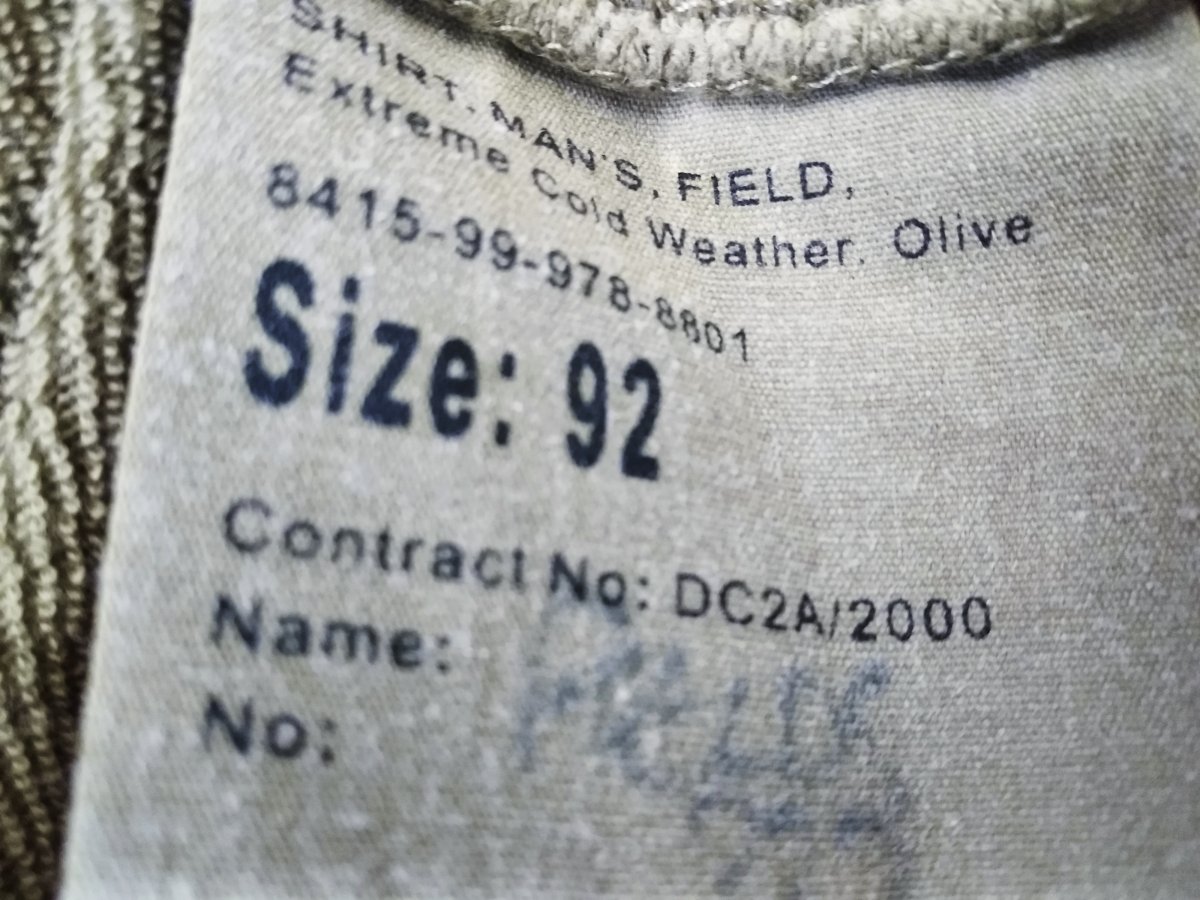 SHIRT. MAN'S, FIELD,
Extreme Cold Weather. Olive
8415-99-978-8801
Size: 92
Contract No: DC2A/2000
Name:
No: